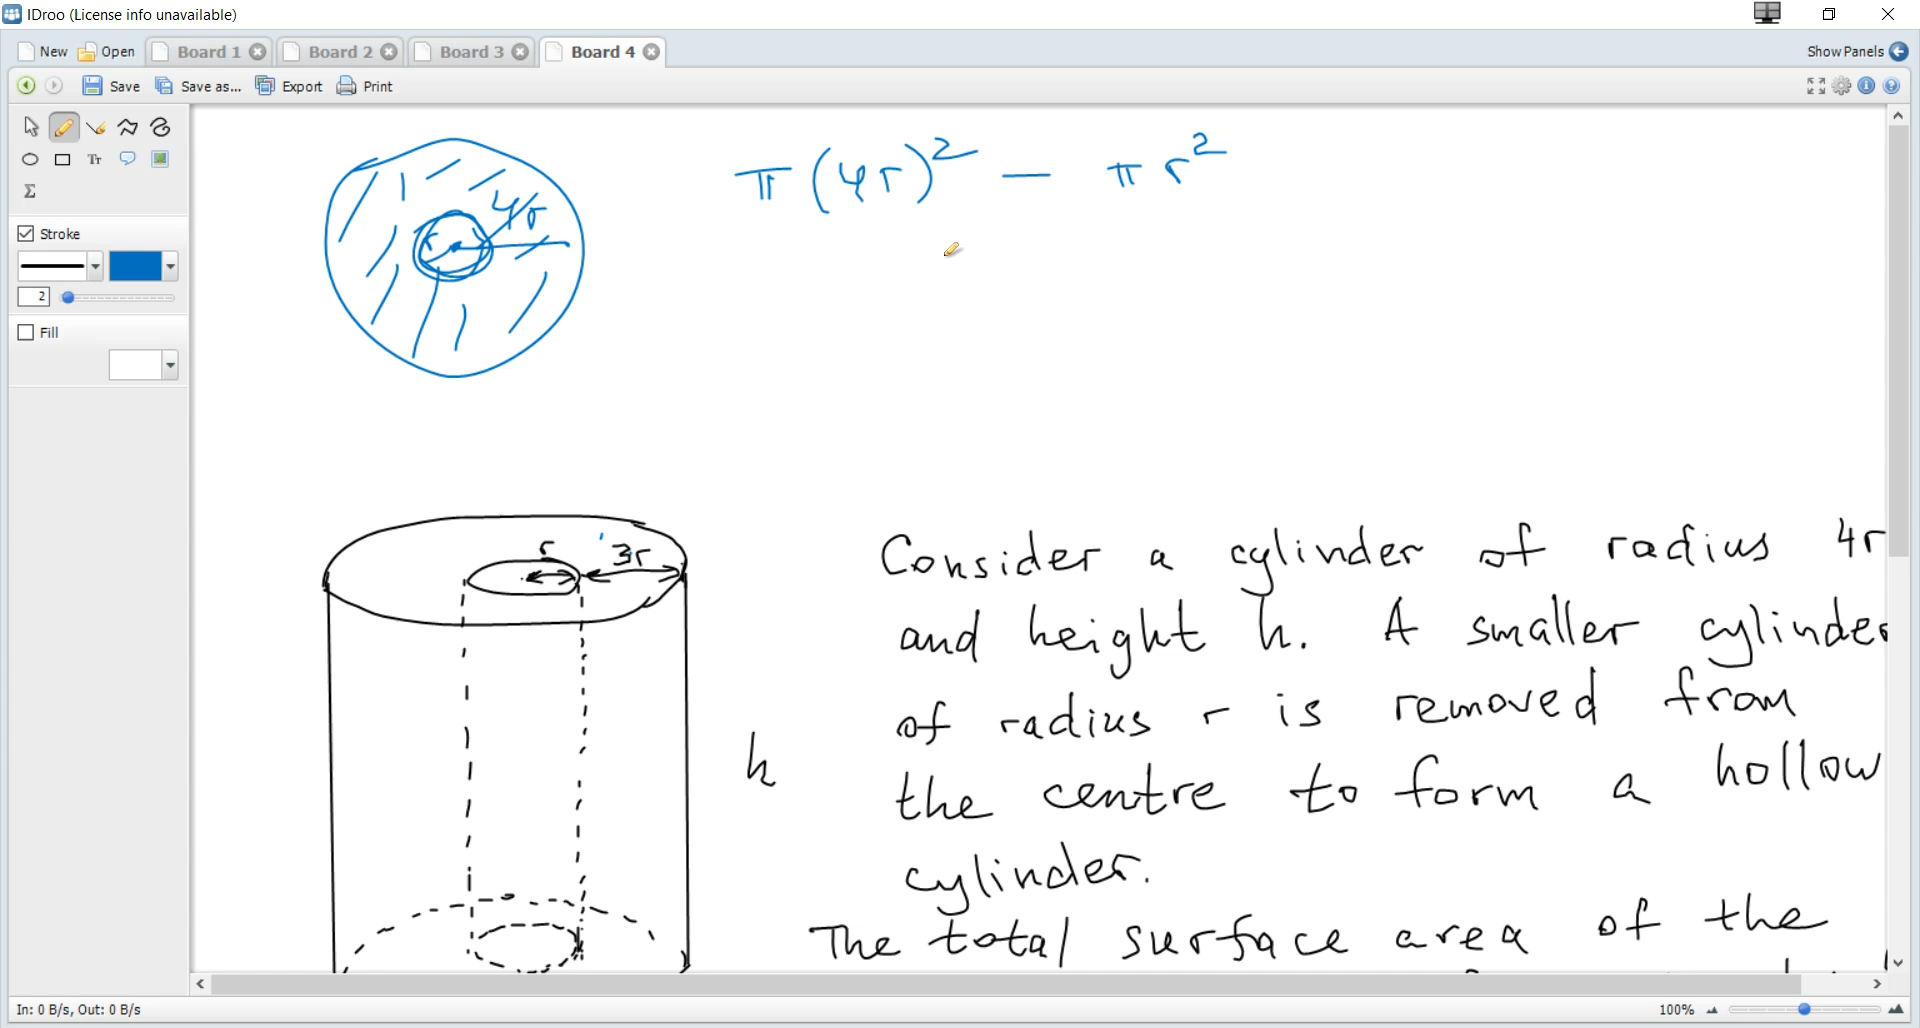 IDroo (License info unavailable)
New Open Board 1 Board 2 Board 3 Board 4 Show Panels
Save Save as... Export Print
Tr
Σ
Stroke
2
Fill
4r
r
π(4r)² - πr²
r 3r
h
Consider a cylinder of radius 4r
and height h. A smaller cylinder
of radius r is removed from
the centre to form a hollow
cylinder.
The total surface area of the
In: 0 B/s, Out: 0 B/s 100%